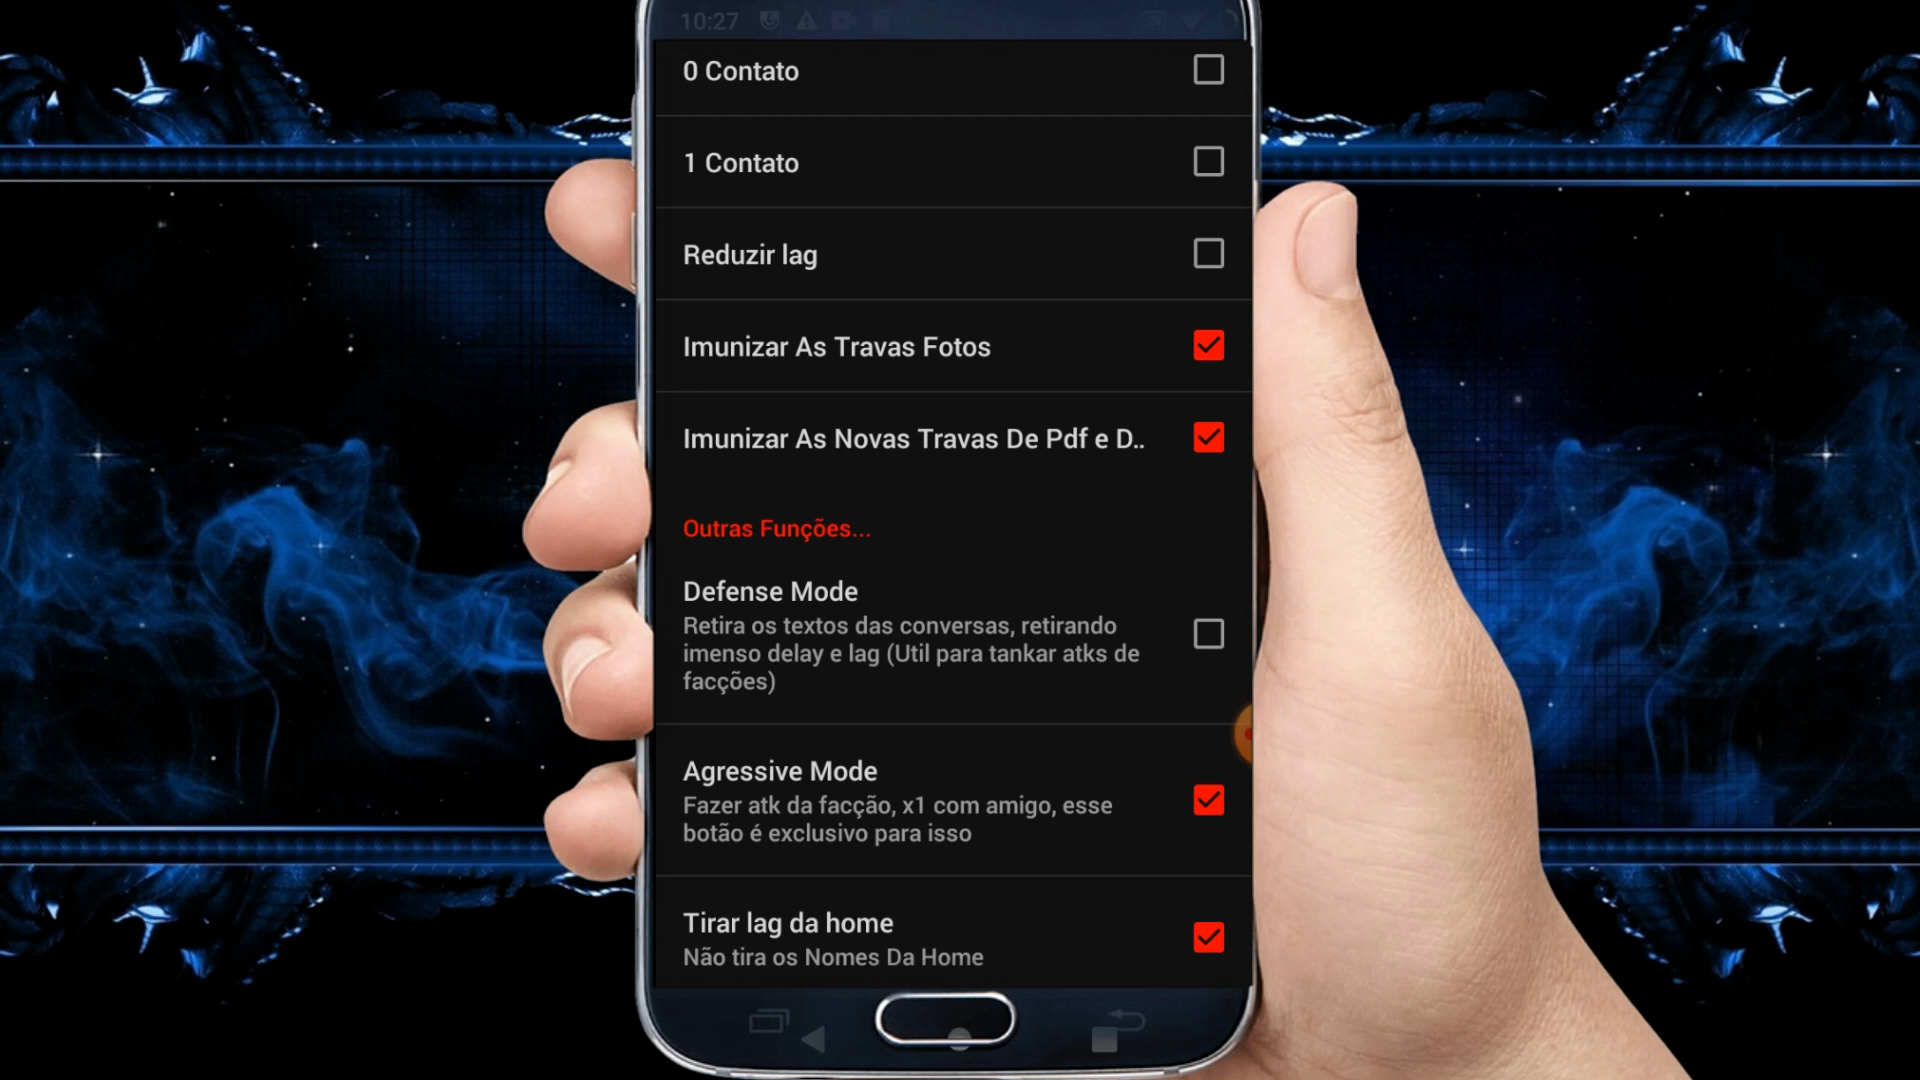 10:27
0 Contato
1 Contato
Reduzir lag
Imunizar As Travas Fotos
Imunizar As Novas Travas De Pdf e D..
Outras Funções...
Defense Mode
Retira os textos das conversas, retirando
imenso delay e lag (Util para tankar atks de
facções)
Agressive Mode
Fazer atk da facção, x1 com amigo, esse
botão é exclusivo para isso
Tirar lag da home
Não tira os Nomes Da Home